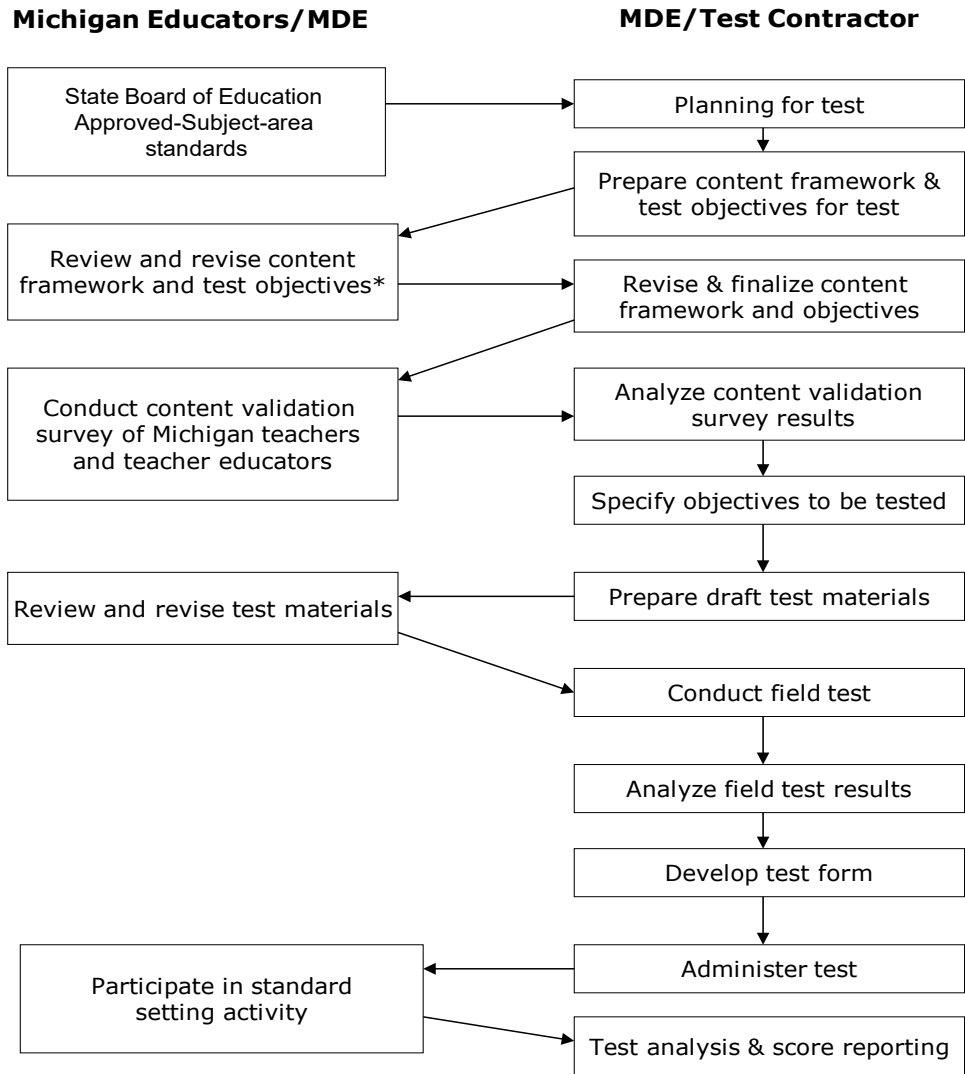 Michigan Educators/MDE
MDE/Test Contractor
State Board of Education
Approved-Subject-area
standards
Planning for test
Prepare content framework &
test objectives for test
Review and revise content
framework and test objectives*
Revise & finalize content
framework and objectives
Conduct content validation
survey of Michigan teachers
and teacher educators
Analyze content validation
survey results
Specify objectives to be tested
Prepare draft test materials
Review and revise test materials
Conduct field test
Analyze field test results
Develop test form
Administer test
Participate in standard
setting activity
Test analysis & score reporting